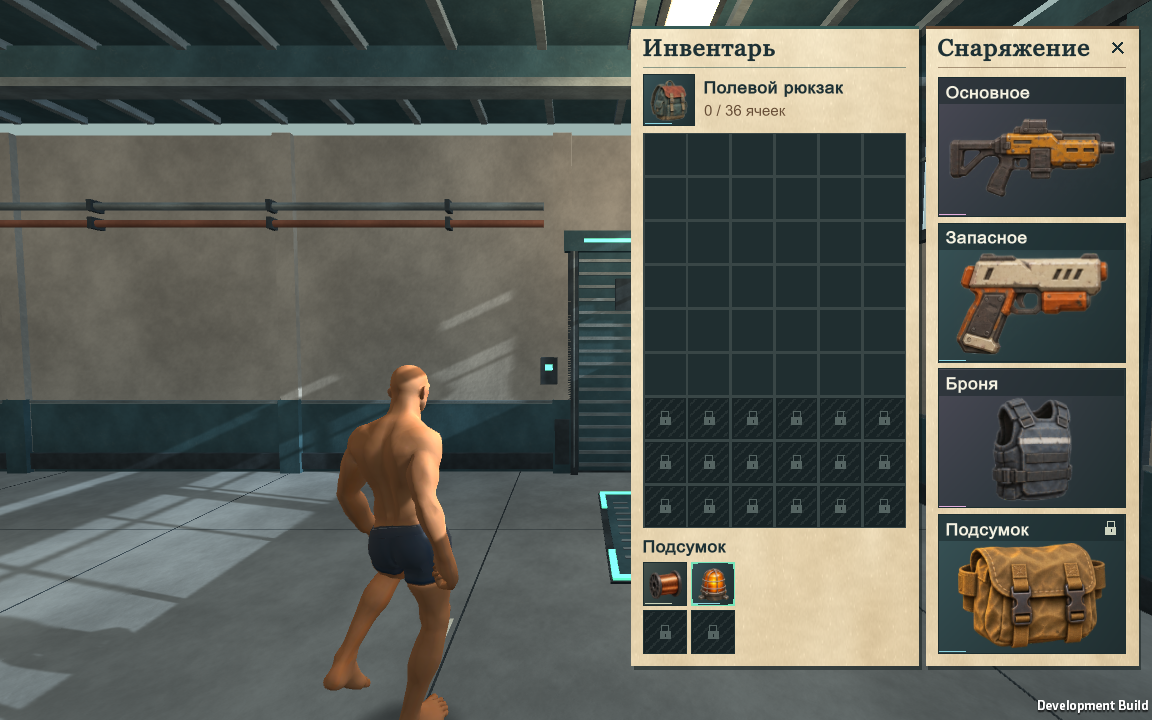 Инвентарь
Полевой рюкзак
0 / 36 ячеек
Подсумок
Снаряжение
Основное
Запасное
Броня
Подсумок
Development Build